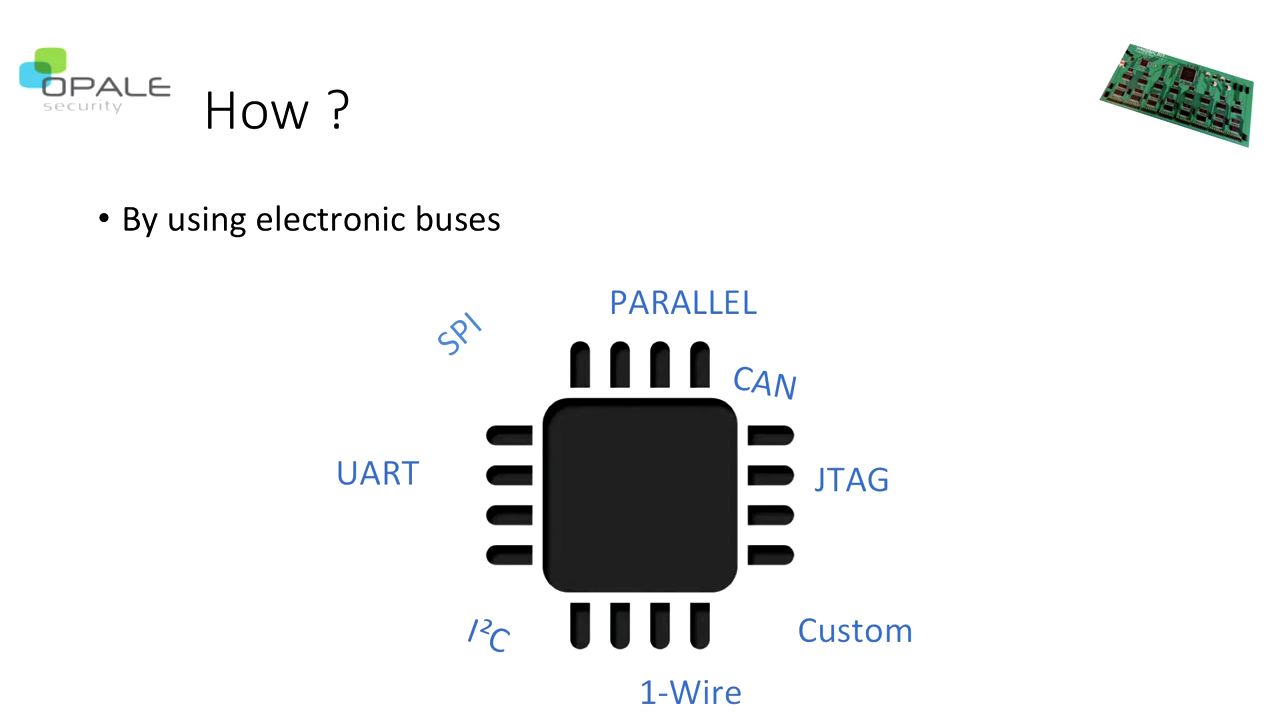 OPALE
security
How ?
• By using electronic buses
PARALLEL
SPI
CAN
UART
JTAG
I²C
Custom
1-Wire